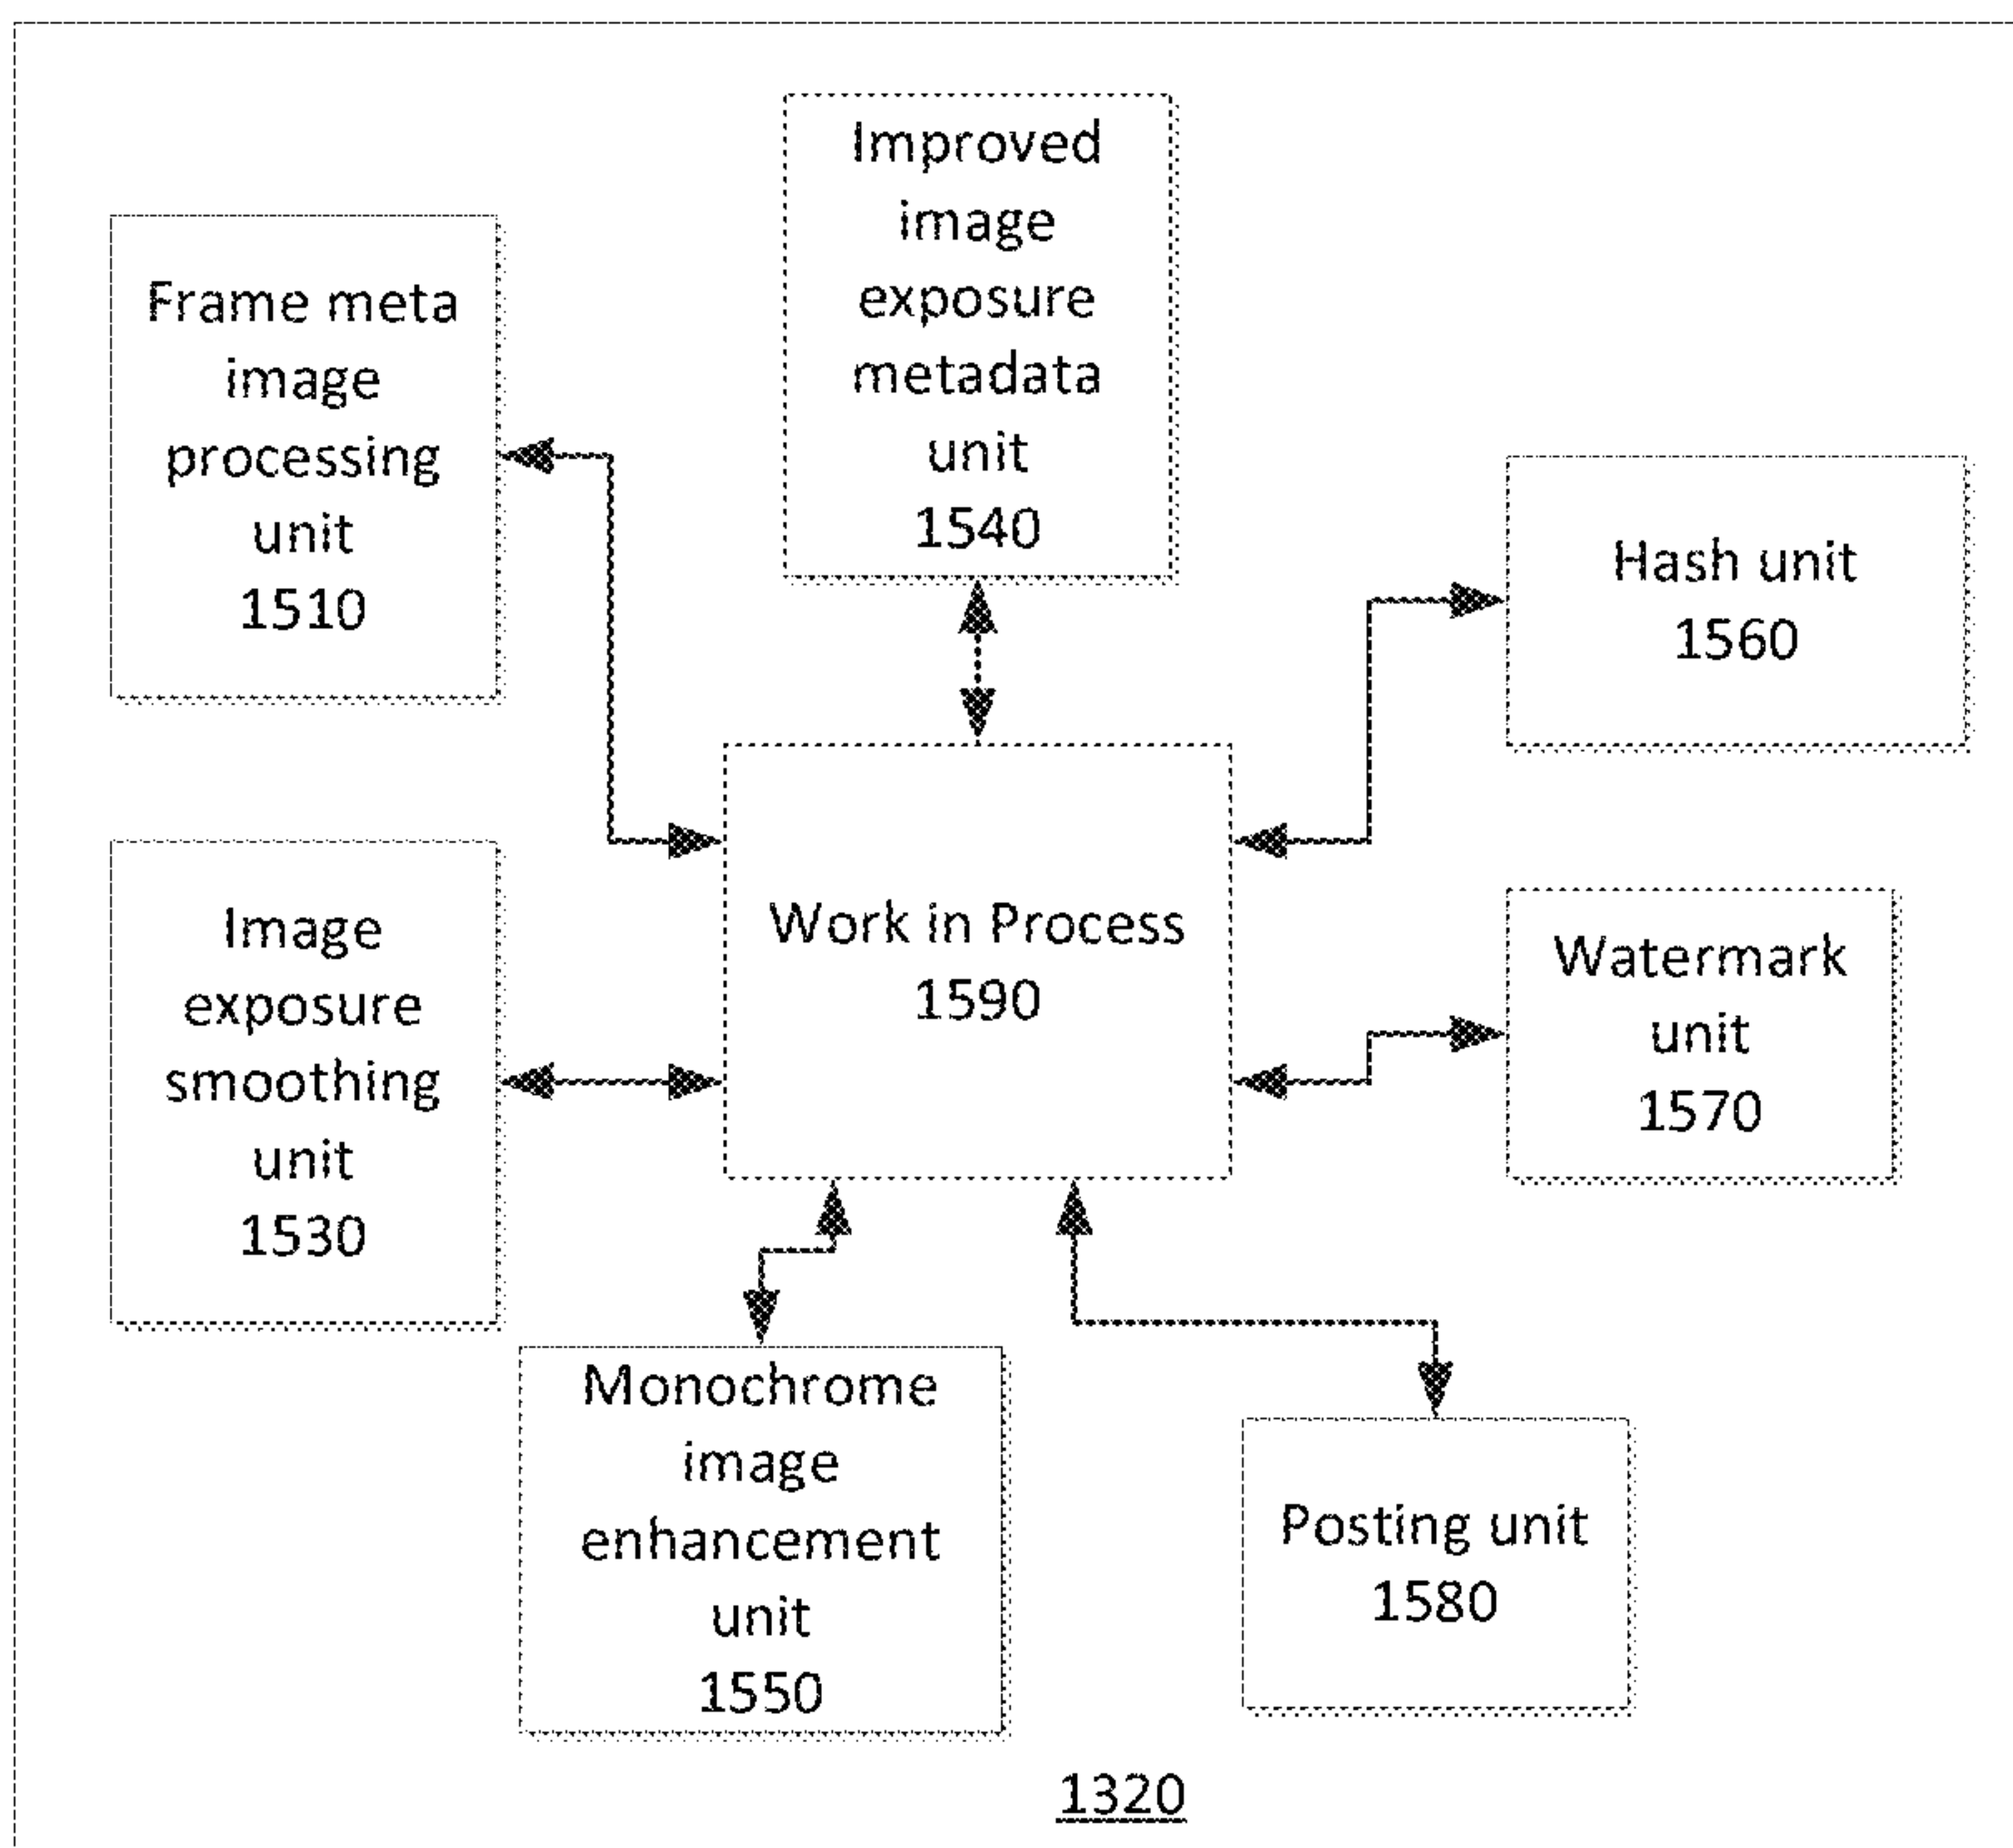 Improved
image
exposure
metadata
unit
1540
Frame meta
image
processing
unit
1510
Hash unit
1560
Work in Process
1590
Image
exposure
smoothing
unit
1530
Watermark
unit
1570
Monochrome
image
enhancement
unit
1550
Posting unit
1580
1320